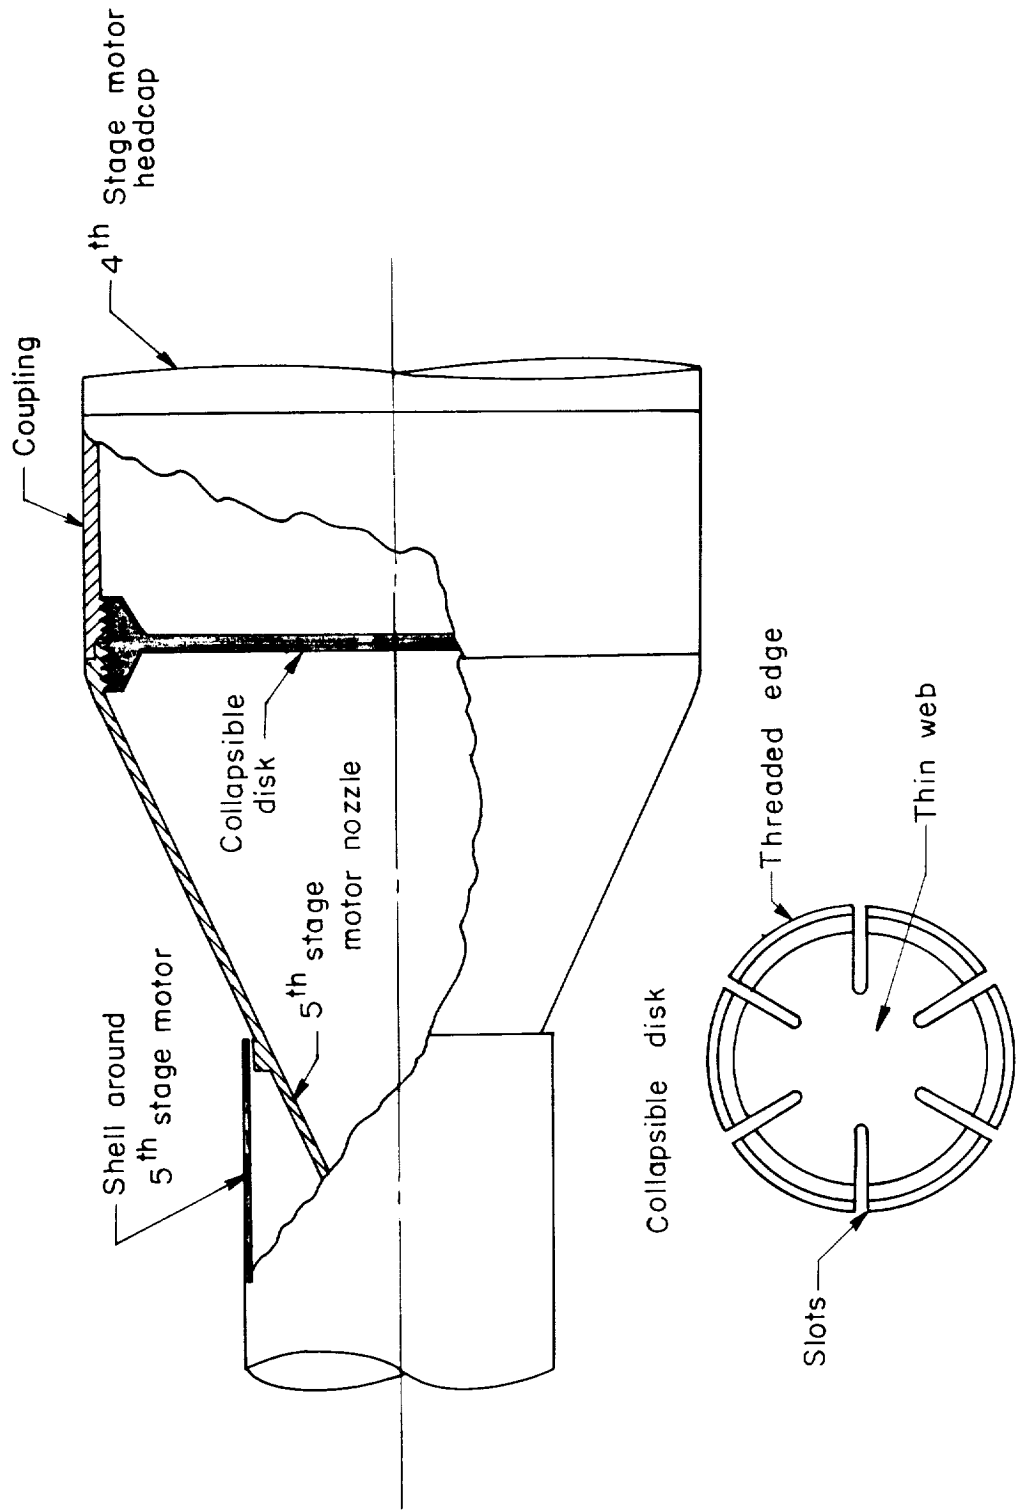 4th Stage motor
headcap
Coupling
Collapsible
disk
5th stage
motor nozzle
Shell around
5th stage motor
Collapsible disk
Threaded edge
Thin web
Slots